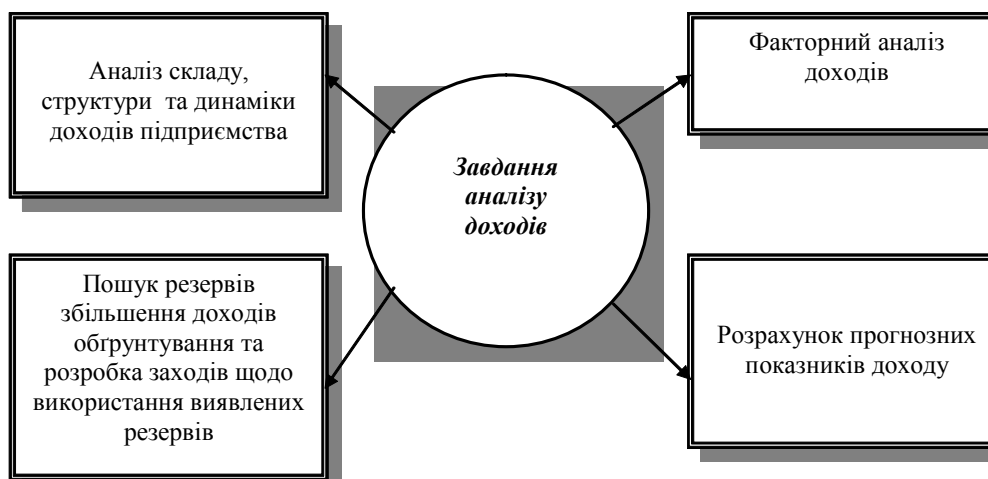 Аналіз складу,
структури та динаміки
доходів підприємства
Факторний аналіз
доходів
Завдання
аналізу
доходів
Пошук резервів
збільшення доходів
обґрунтування та
розробка заходів щодо
використання виявлених
резервів
Розрахунок прогнозних
показників доходу